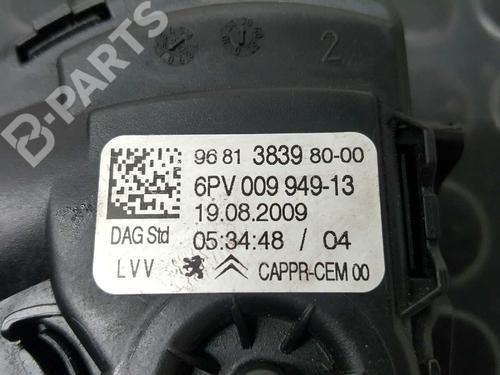 B-PARTS
2
96 81 3839 80-00
6PV 009 949-13
19.08.2009
DAG Std
05:34:48 / 04
LVV
CAPPR-CEM 00